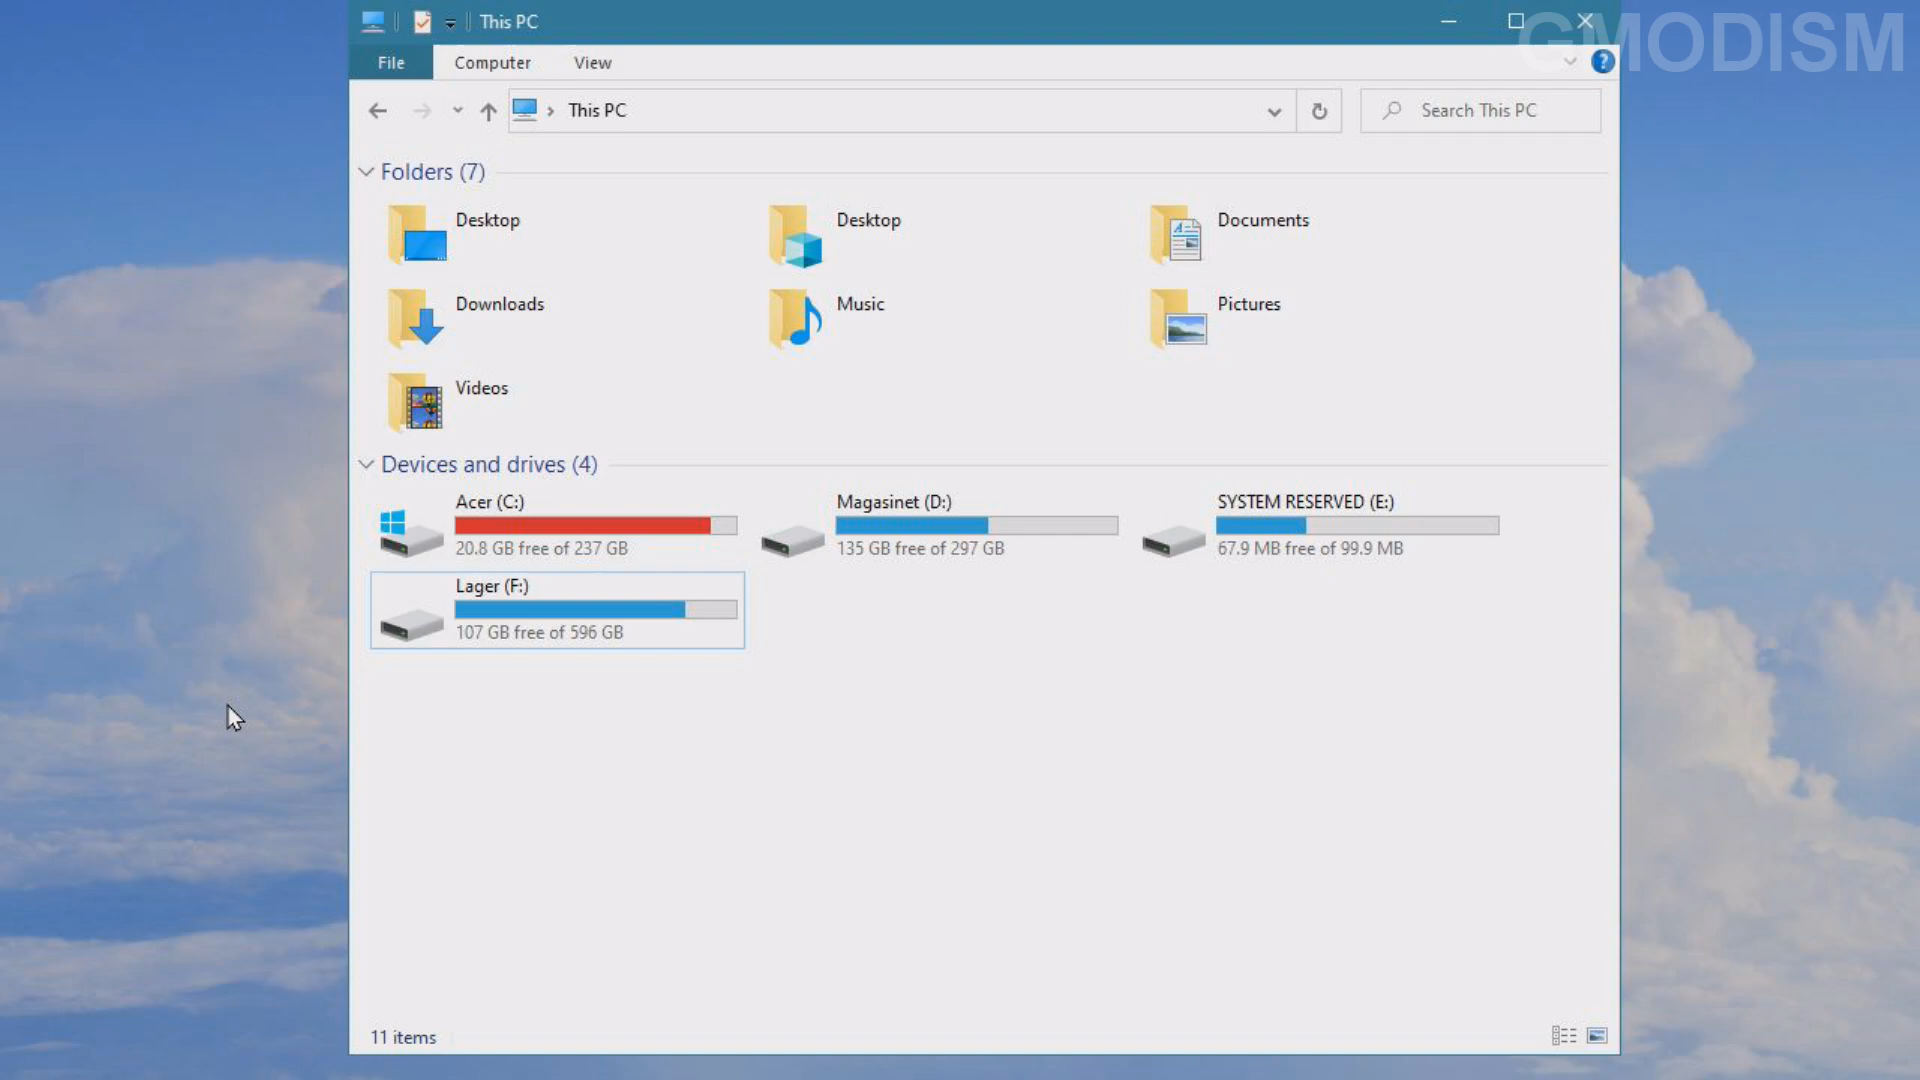 This PC
GMODISM
File Computer View
This PC
Search This PC
Folders (7)
Desktop
Desktop
Documents
Downloads
Music
Pictures
Videos
Devices and drives (4)
Acer (C:)
20.8 GB free of 237 GB
Magasinet (D:)
135 GB free of 297 GB
SYSTEM RESERVED (E:)
67.9 MB free of 99.9 MB
Lager (F:)
107 GB free of 596 GB
11 items